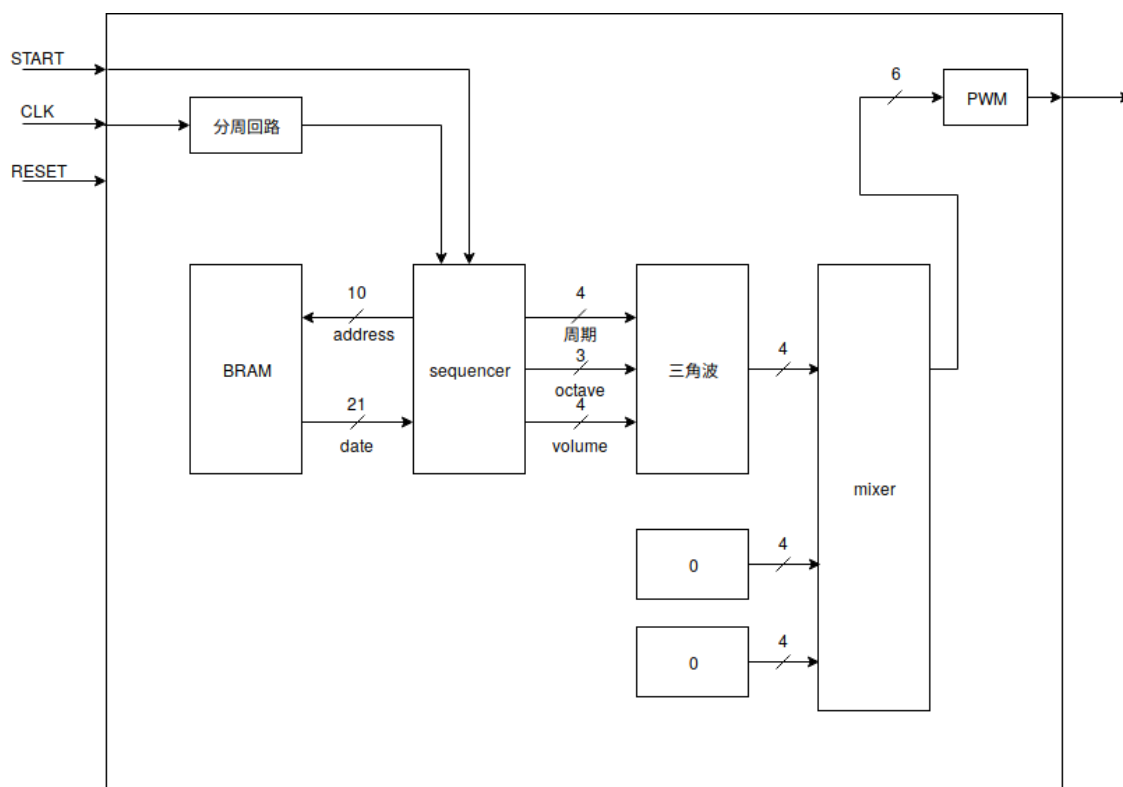 START
CLK
RESET
分周回路
6
PWM
BRAM
10
address
21
date
sequencer
4
周期
3
octave
4
volume
三角波
4
mixer
0
4
0
4